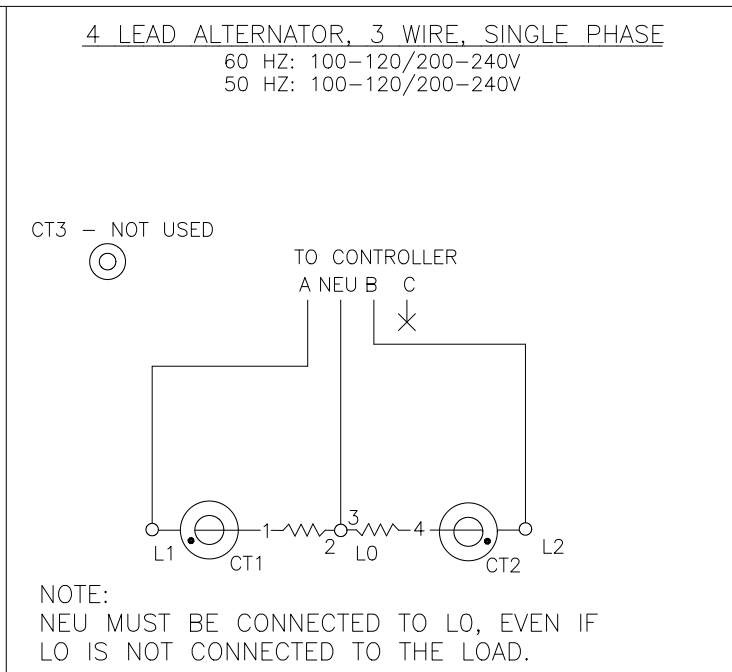 4 LEAD ALTERNATOR, 3 WIRE, SINGLE PHASE
60 HZ: 100-120/200-240V
50 HZ: 100-120/200-240V
CT3 - NOT USED
TO CONTROLLER
A NEU B C
L1 CT1 1 2 3 L0 4 CT2 L2
NOTE:
NEU MUST BE CONNECTED TO L0, EVEN IF
L0 IS NOT CONNECTED TO THE LOAD.